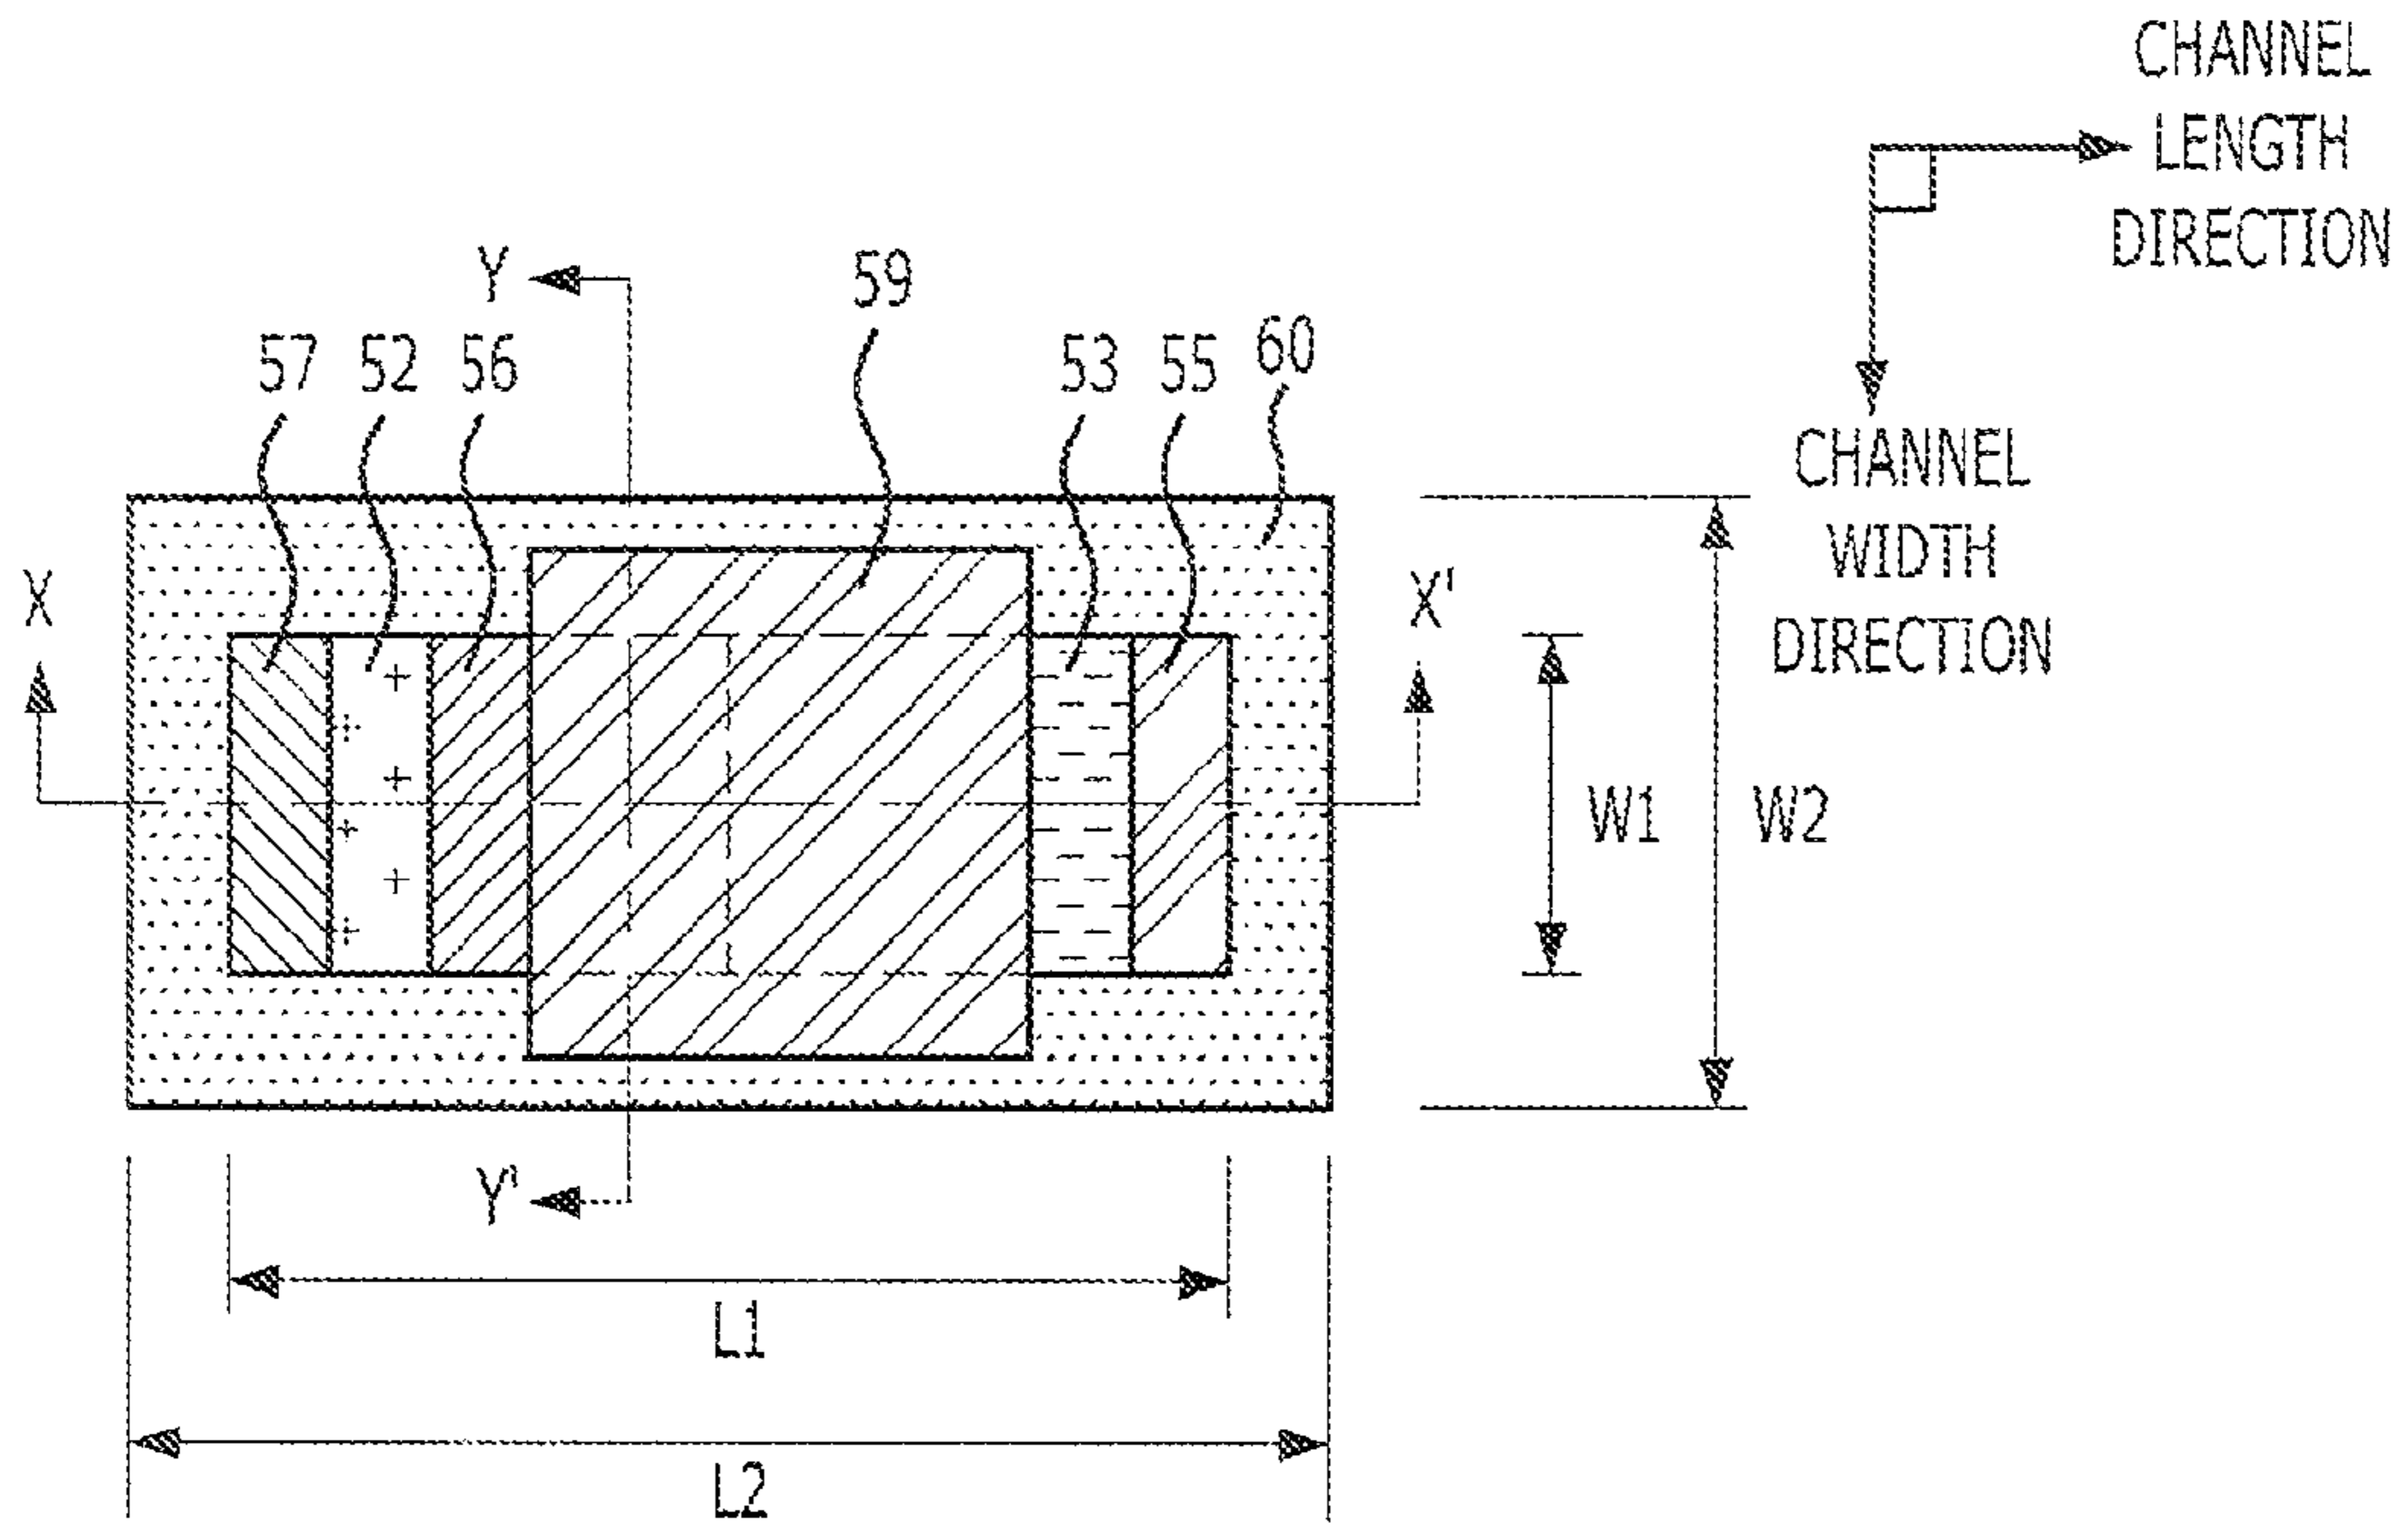 CHANNEL
LENGTH
DIRECTION
Y
59
57
52
56
53
55
60
CHANNEL
WIDTH
DIRECTION
X
X'
W1
W2
Y'
L1
L2